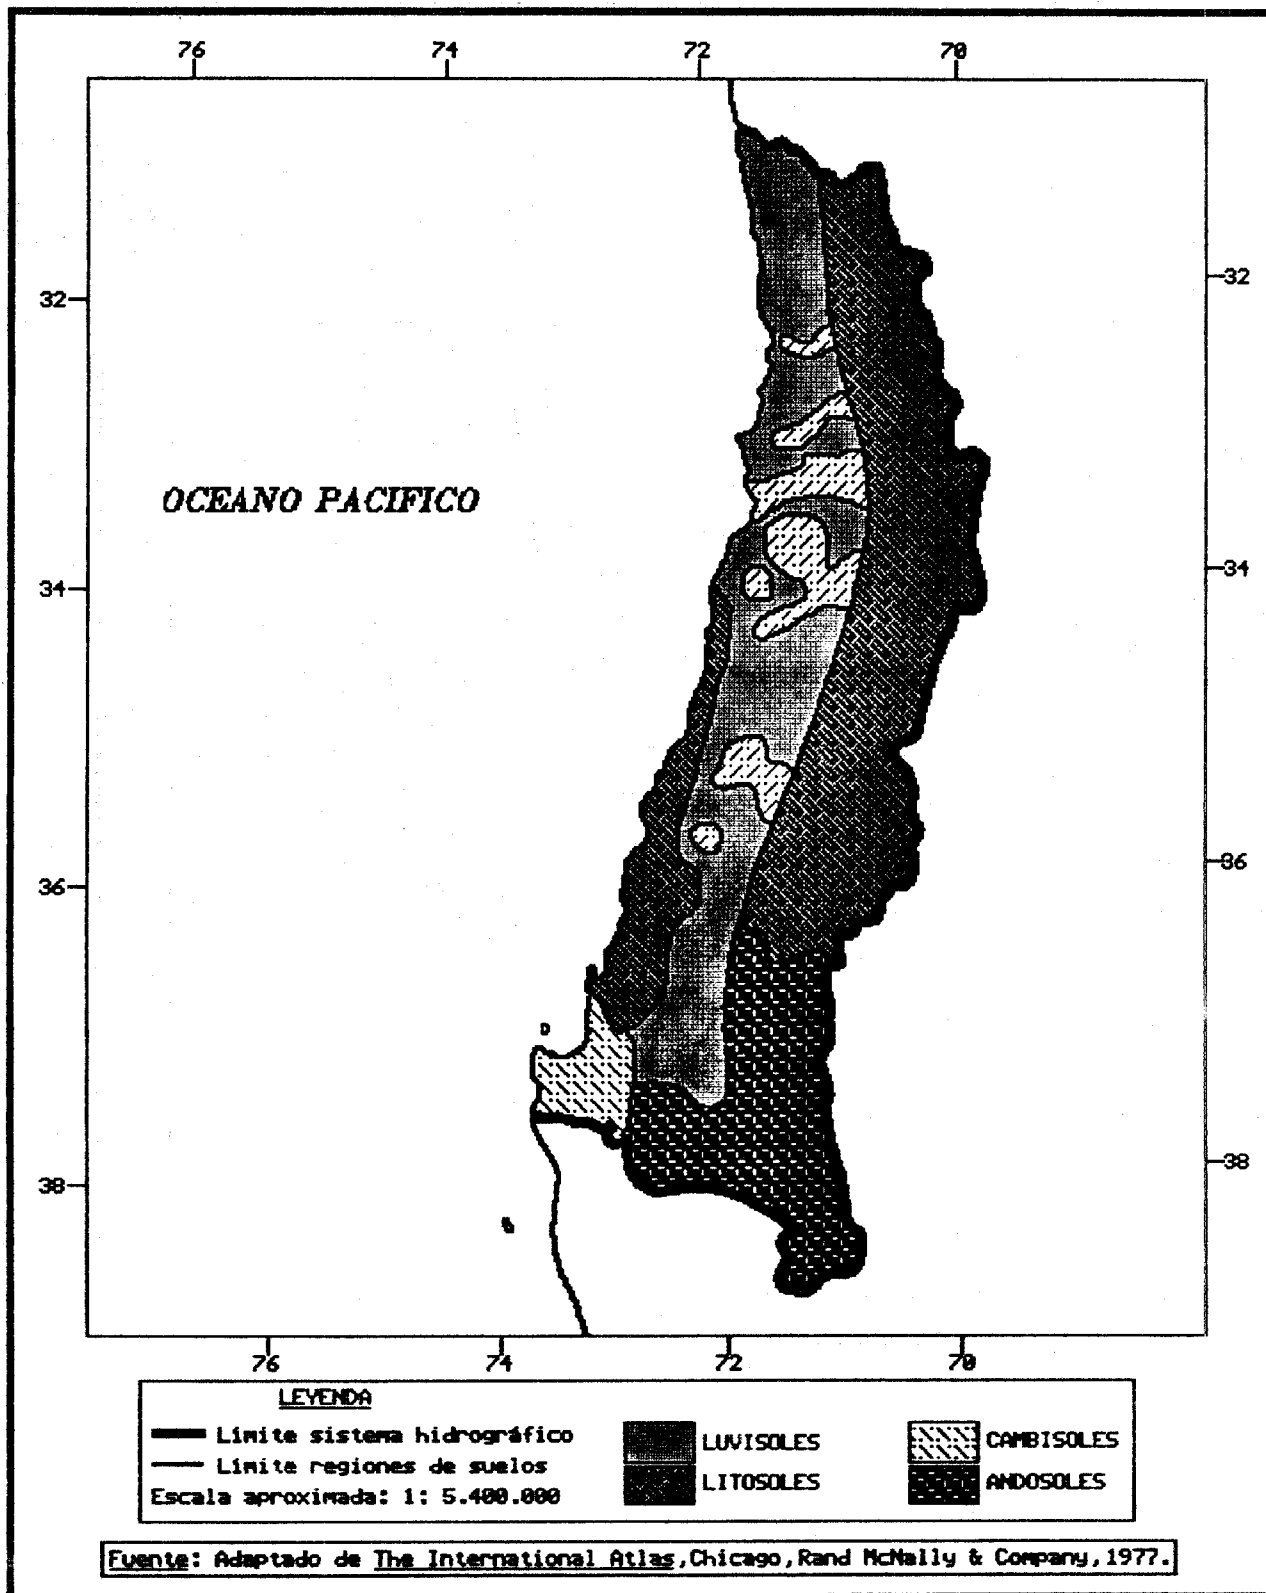 76 74 72 70
32 32
OCEANO PACIFICO
34 34
36 36
38 38
76 74 72 70
LEYENDA
Límite sistema hidrográfico
Límite regiones de suelos
Escala aproximada: 1: 5.400.000
LUVISOLES
LITOSOLES
CAMBISOLES
ANDOSOLES
Fuente: Adaptado de The International Atlas,Chicago,Rand McNally & Company,1977.